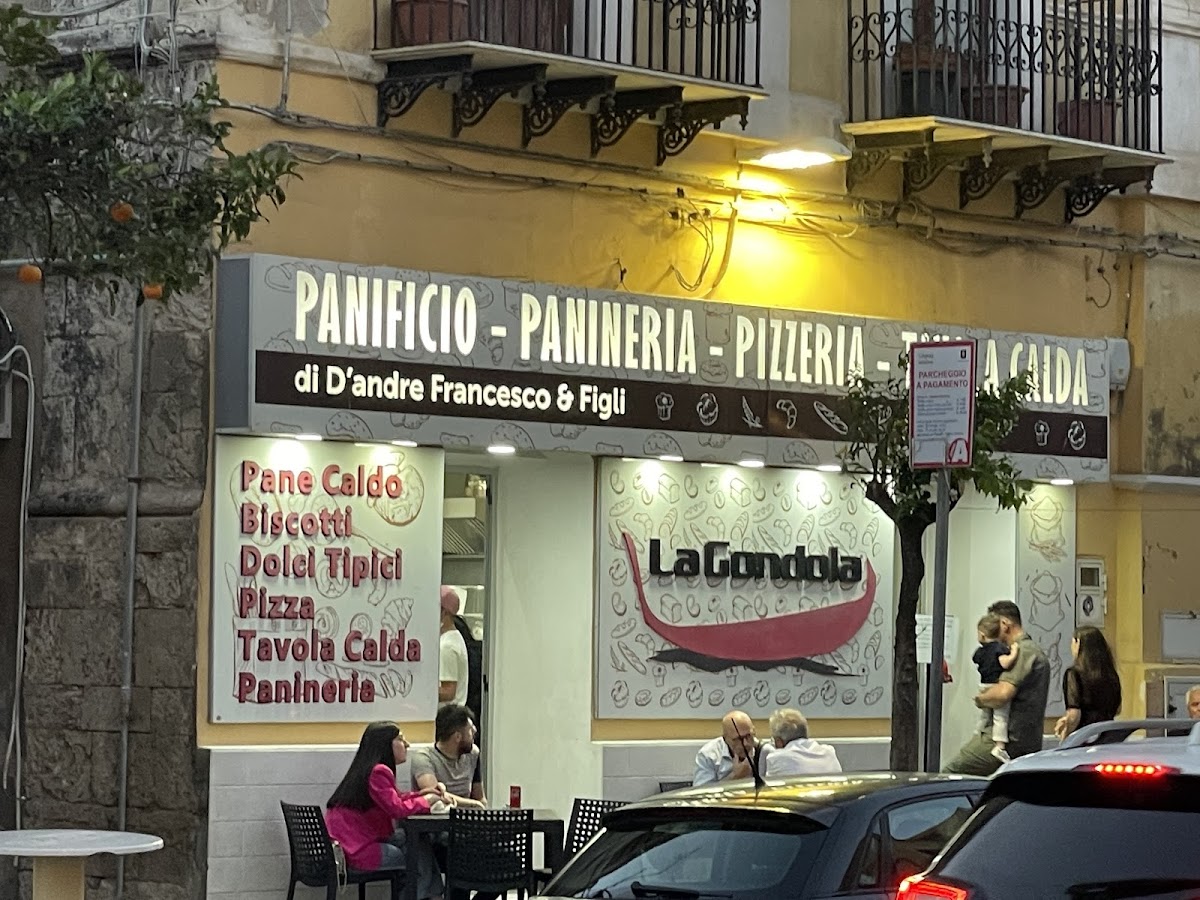 PANIFICIO - PANINERIA - PIZZERIA - A CALDA
di D'andre Francesco & Figli
Pane Caldo
Biscotti
Dolci Tipici
Pizza
Tavola Calda
Panineria
LaGondola
PARCHEGGIO
A PAGAMENTO
A